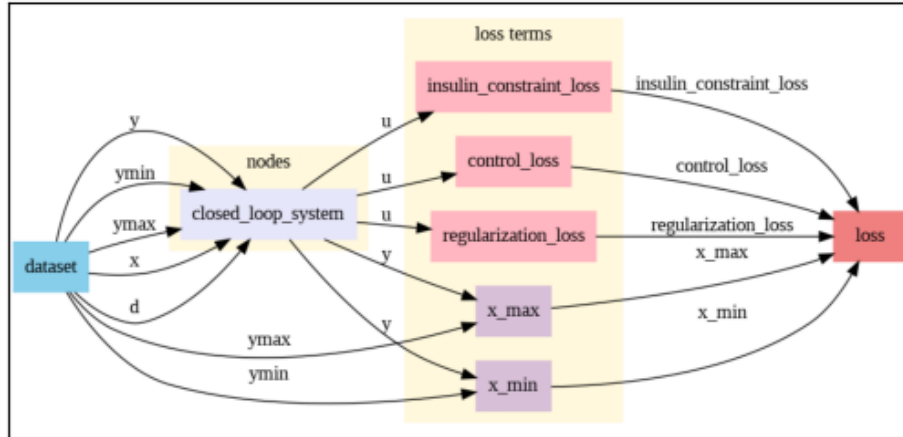 loss terms
insulin_constraint_loss
insulin_constraint_loss
y
u
nodes
control_loss
control_loss
ymin
u
closed_loop_system
ymax
u
regularization_loss
regularization_loss
loss
dataset
x
y
x_max
x_max
d
x_min
y
ymax
ymin
x_min